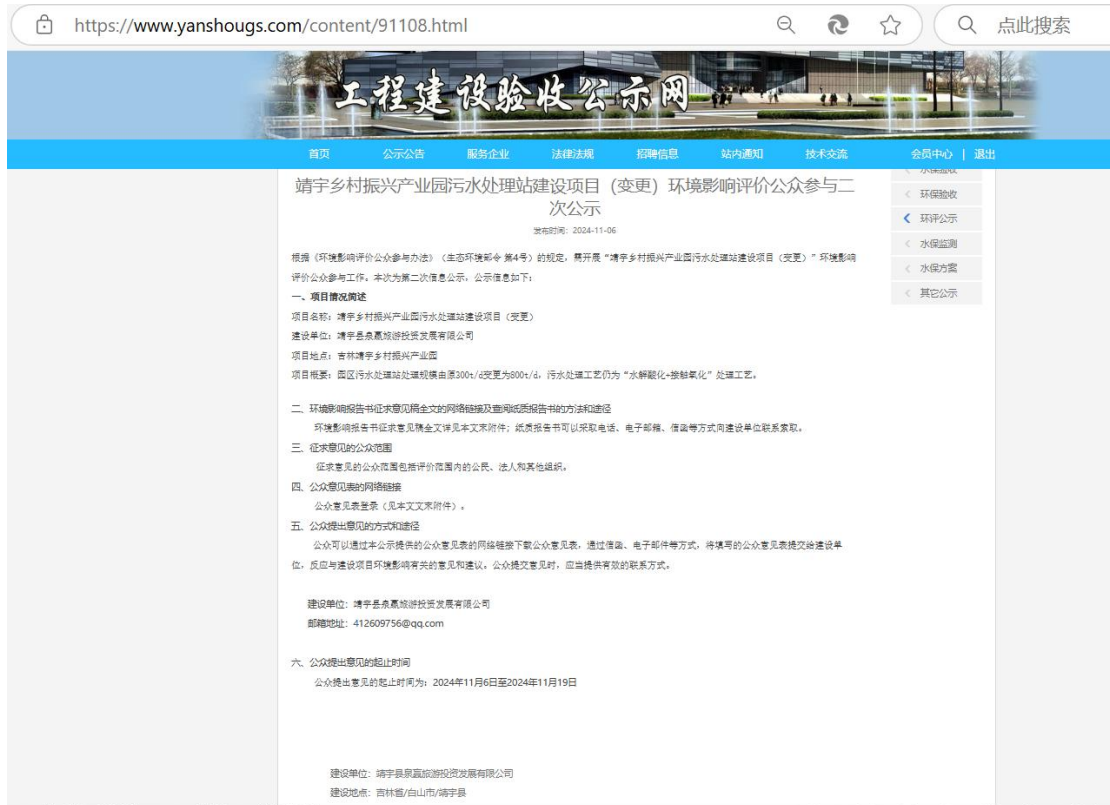 https://www.yanshougs.com/content/91108.html
点此搜索
工程建设验收公示网
首页 公示公告 服务企业 法律法规 招聘信息 站内通知 技术交流 会员中心 | 退出
水保验收
环保验收
环评公示
水保监测
水保方案
其它公示
靖宇乡村振兴产业园污水处理站建设项目（变更）环境影响评价公众参与二
次公示
发布时间：2024-11-06
根据《环境影响评价公众参与办法》（生态环境部令 第4号）的规定，需开展“靖宇乡村振兴产业园污水处理站建设项目（变更）”环境影响
评价公众参与工作。本次为第二次信息公示，公示信息如下：
一、项目情况简述
项目名称：靖宇乡村振兴产业园污水处理站建设项目（变更）
建设单位：靖宇县泉赢旅游投资发展有限公司
项目地点：吉林靖宇乡村振兴产业园
项目概要：园区污水处理站处理规模由原300t/d变更为800t/d，污水处理工艺仍为“水解酸化+接触氧化”处理工艺。
二、环境影响报告书征求意见稿全文的网络链接及查阅纸质报告书的方法和途径
环境影响报告书征求意见稿全文详见本文末附件；纸质报告书可以采取电话、电子邮箱、信函等方式向建设单位联系索取。
三、征求意见的公众范围
征求意见的公众范围包括评价范围内的公民、法人和其他组织。
四、公众意见表的网络链接
公众意见表登录（见本文文末附件）。
五、公众提出意见的方式和途径
公众可以通过本公示提供的公众意见表的网络链接下载公众意见表，通过信函、电子邮件等方式，将填写的公众意见表提交给建设单
位，反应与建设项目环境影响有关的意见和建议。公众提交意见时，应当提供有效的联系方式。
建设单位：靖宇县泉赢旅游投资发展有限公司
邮箱地址：412609756@qq.com
六、公众提出意见的起止时间
公众提出意见的起止时间为：2024年11月6日至2024年11月19日
建设单位：靖宇县泉赢旅游投资发展有限公司
建设地点：吉林省/白山市/靖宇县